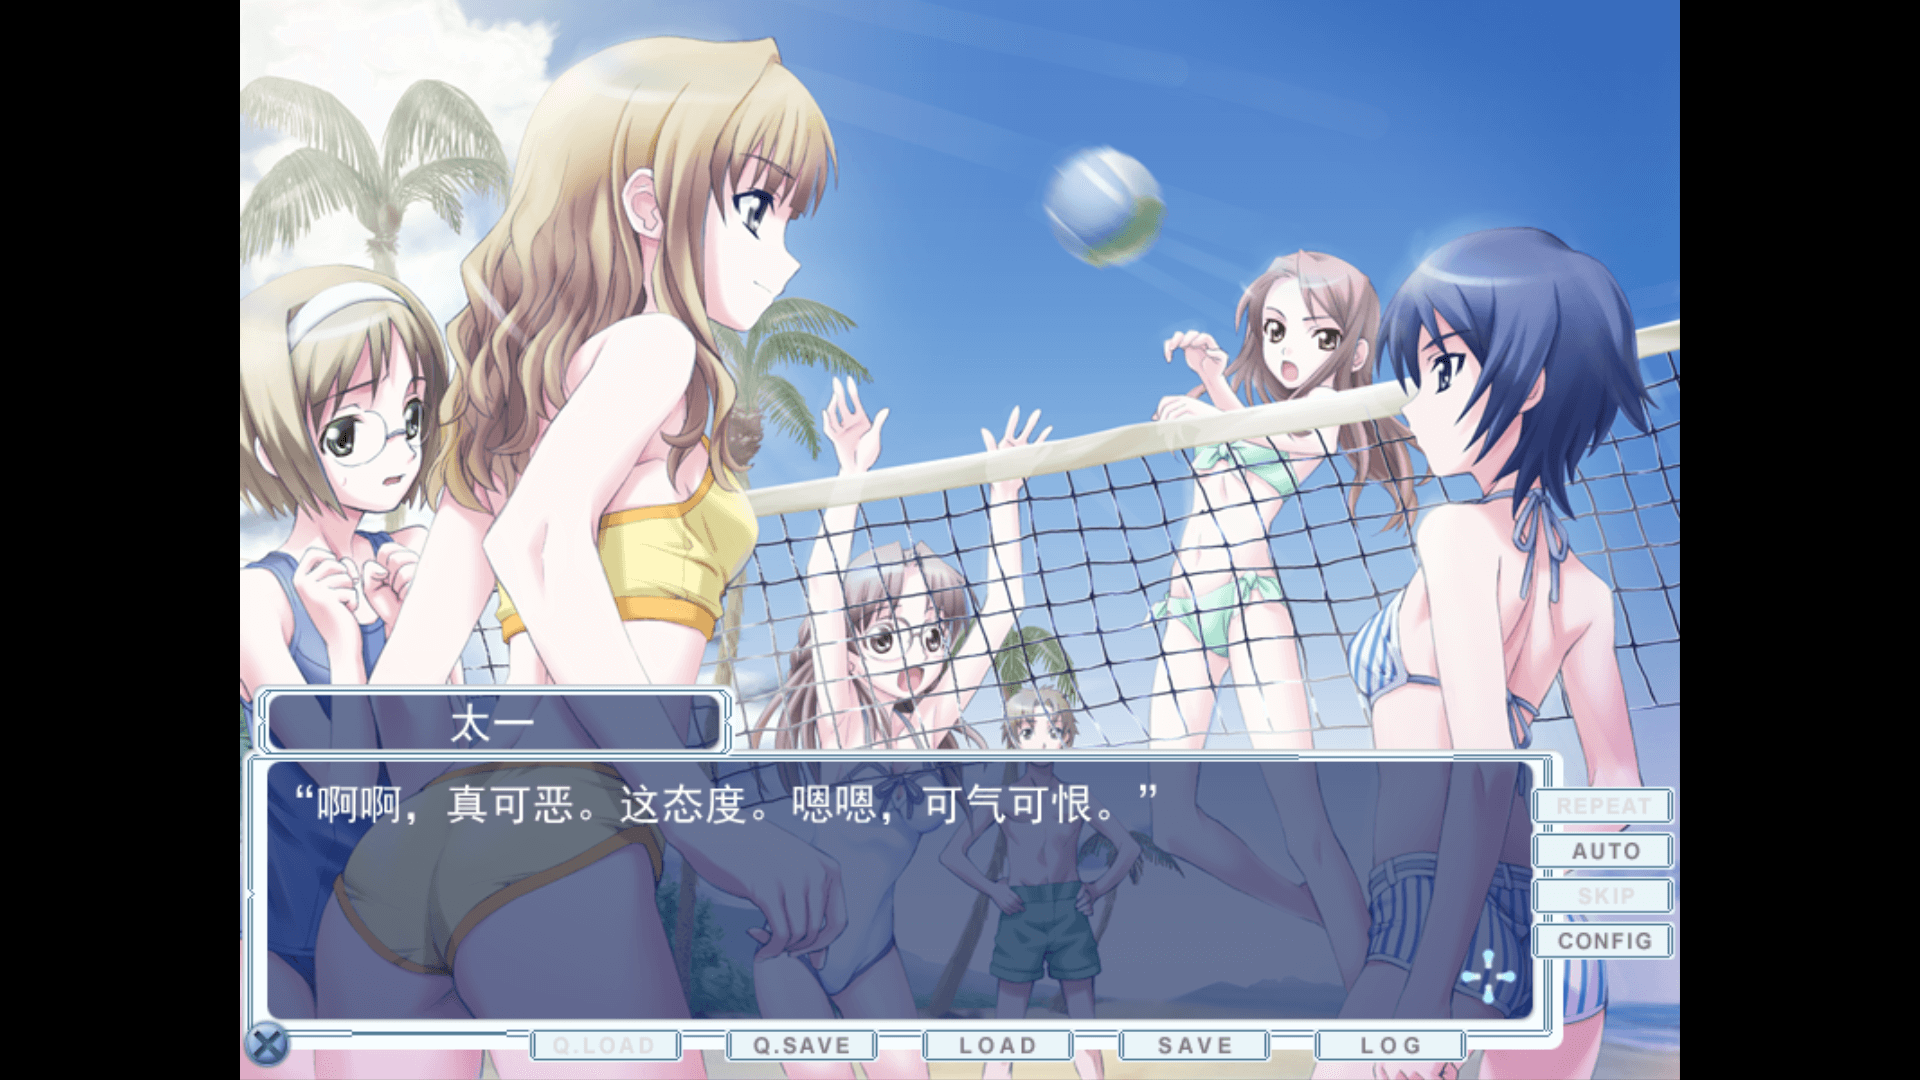 太一
“啊啊，真可恶。这态度。嗯嗯，可气可恨。”
REPEAT
AUTO
SKIP
CONFIG
Q.LOAD
Q.SAVE
LOAD
SAVE
LOG